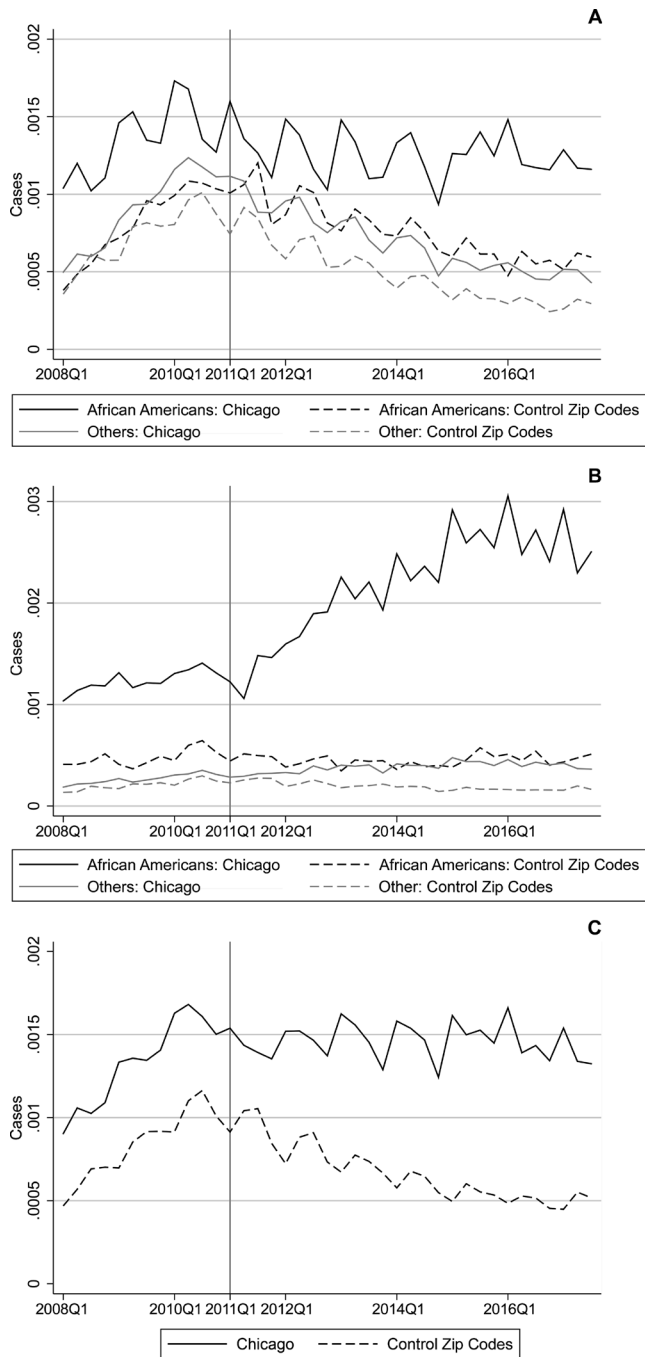 A
.002
.0015
.001
.0005
0
Cases
2008Q1 2010Q1 2011Q1 2012Q1 2014Q1 2016Q1
African Americans: Chicago African Americans: Control Zip Codes
Others: Chicago Other: Control Zip Codes
B
.003
.002
.001
0
Cases
2008Q1 2010Q1 2011Q1 2012Q1 2014Q1 2016Q1
African Americans: Chicago African Americans: Control Zip Codes
Others: Chicago Other: Control Zip Codes
C
.002
.0015
.001
.0005
0
Cases
2008Q1 2010Q1 2011Q1 2012Q1 2014Q1 2016Q1
Chicago Control Zip Codes